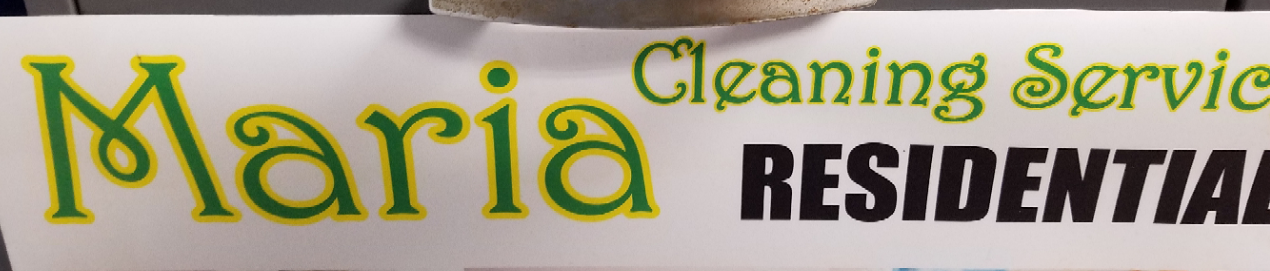 Maria Cleaning Servic
RESIDENTIAL